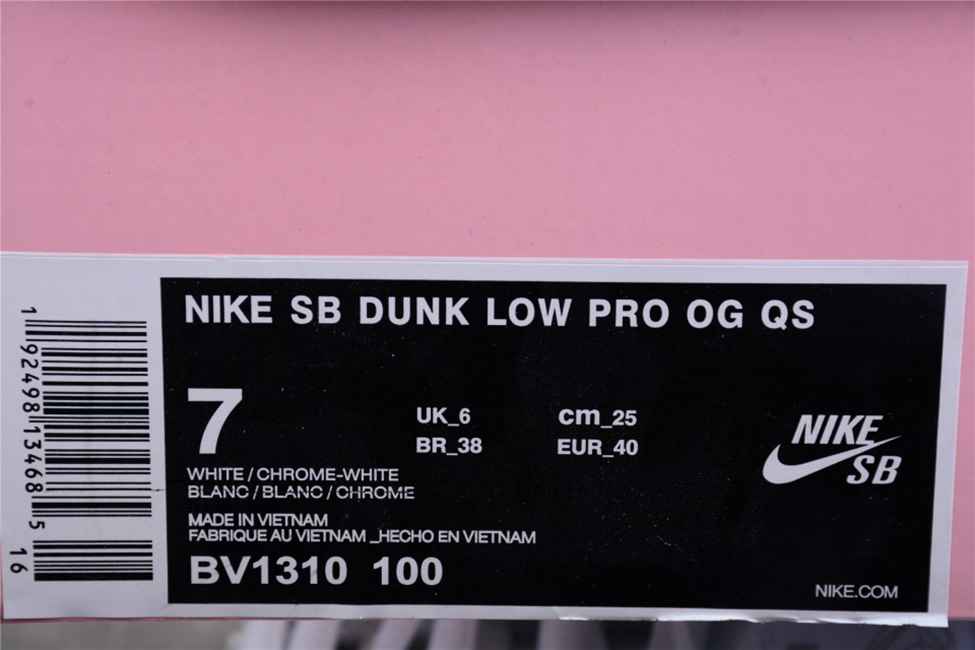 NIKE SB DUNK LOW PRO OG QS
7
UK_6
cm_25
BR_38
EUR_40
WHITE / CHROME-WHITE
BLANC / BLANC / CHROME
MADE IN VIETNAM
FABRIQUE AU VIETNAM _HECHO EN VIETNAM
BV1310 100
NIKE
SB
NIKE.COM
1 92498 13468 5
16